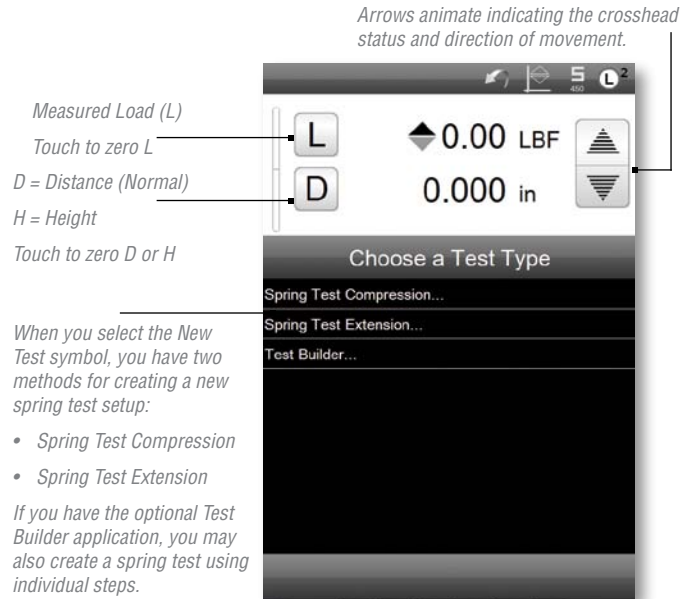 Arrows animate indicating the crosshead
status and direction of movement.
S
450
L2
Measured Load (L)
Touch to zero L
D = Distance (Normal)
H = Height
Touch to zero D or H
L
0.00 LBF
D
0.000 in
Choose a Test Type
Spring Test Compression...
Spring Test Extension...
Test Builder...
When you select the New
Test symbol, you have two
methods for creating a new
spring test setup:
• Spring Test Compression
• Spring Test Extension
If you have the optional Test
Builder application, you may
also create a spring test using
individual steps.